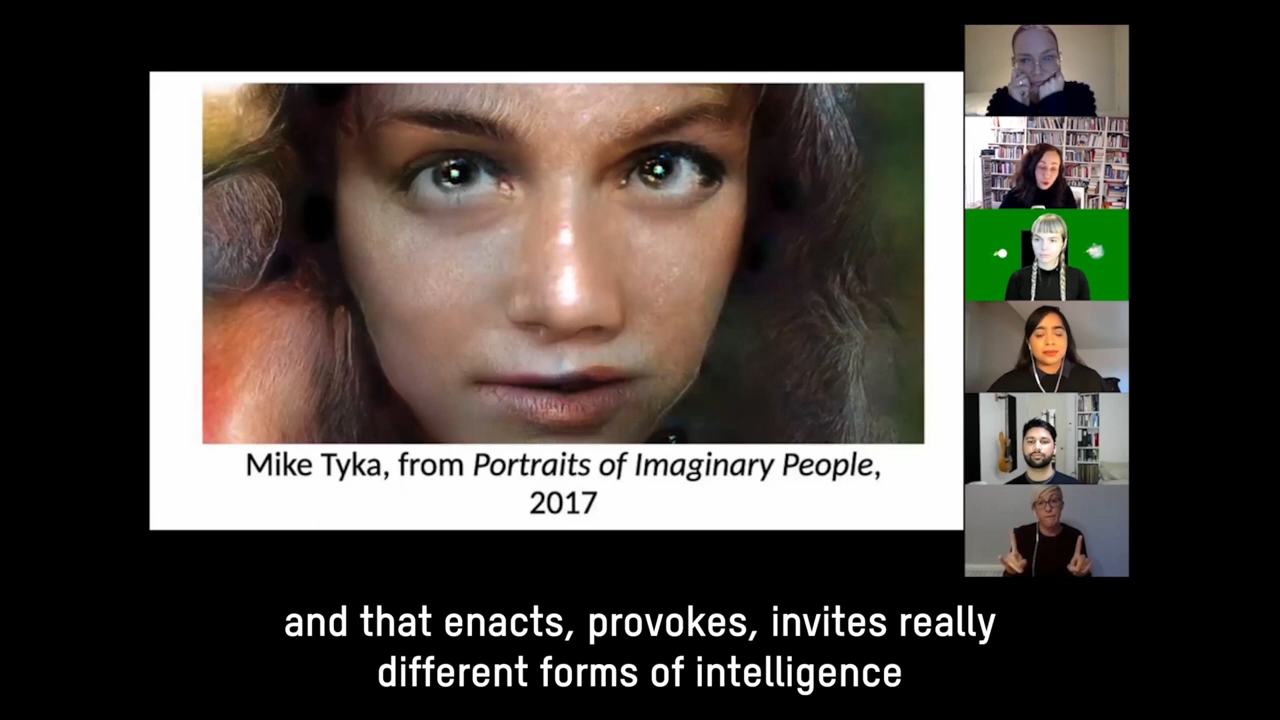 Mike Tyka, from Portraits of Imaginary People,
2017
and that enacts, provokes, invites really
different forms of intelligence